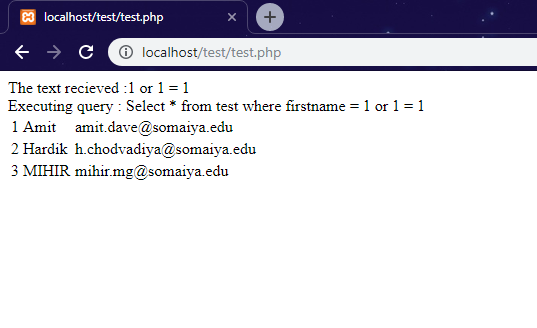 localhost/test/test.php
localhost/test/test.php
The text recieved :1 or 1 = 1
Executing query : Select * from test where firstname = 1 or 1 = 1
1 Amit amit.dave@somaiya.edu
2 Hardik h.chodvadiya@somaiya.edu
3 MIHIR mihir.mg@somaiya.edu